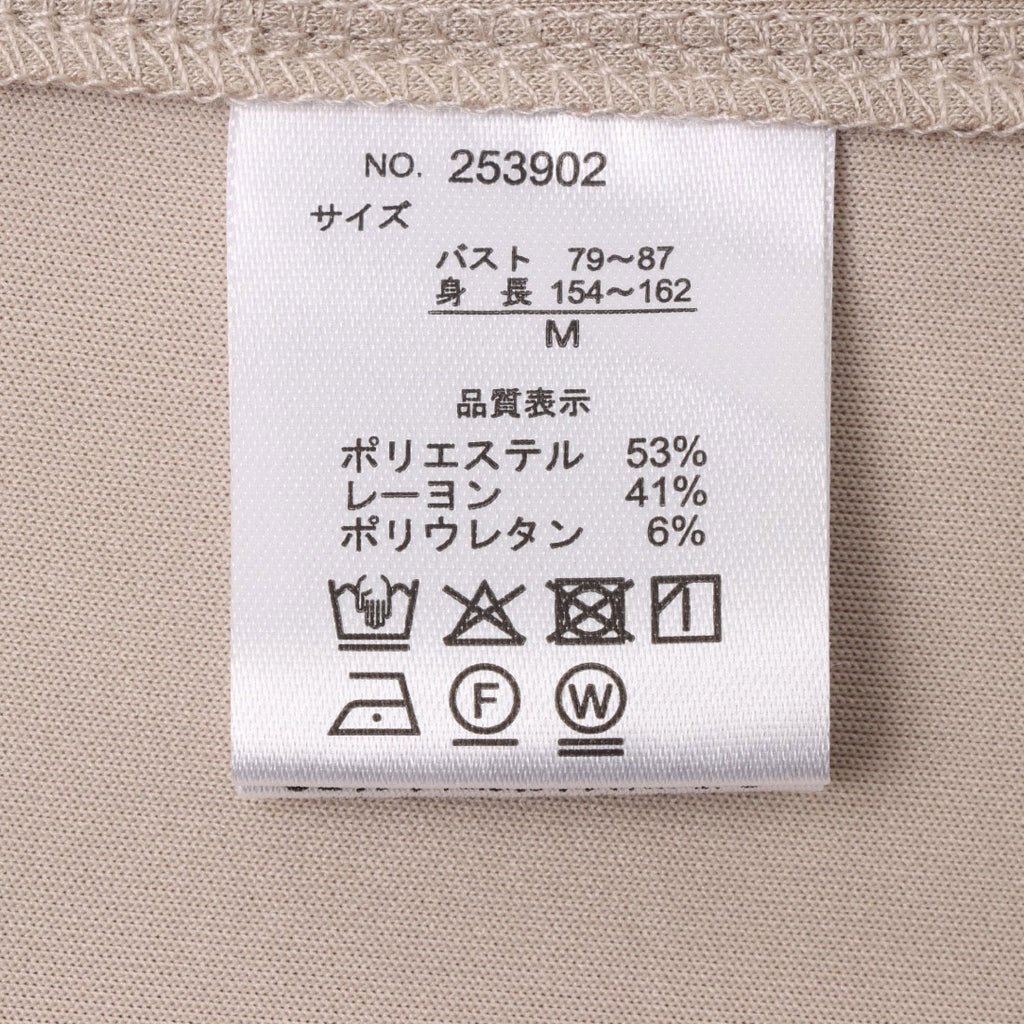 NO. 253902
サイズ
バスト 79〜87
身 長 154〜162
M
品質表示
ポリエステル 53%
レーヨン 41%
ポリウレタン 6%
F W